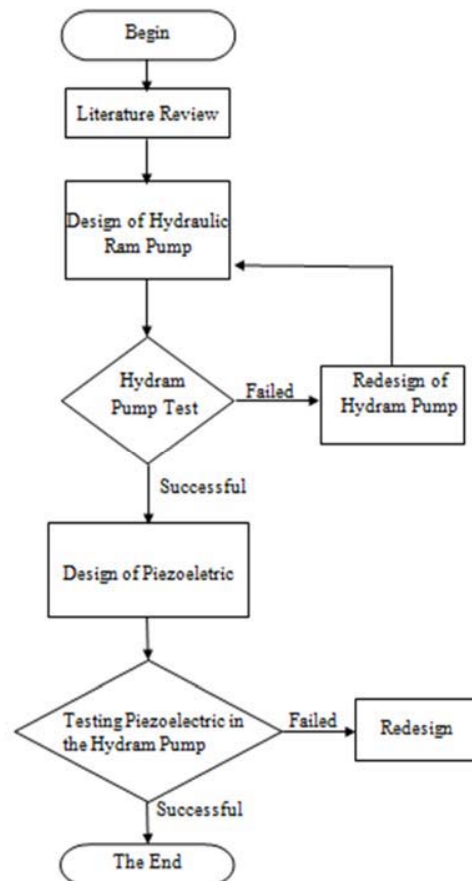 Begin
Literature Review
Design of Hydraulic
Ram Pump
Hydram
Pump Test
Failed
Redesign of
Hydram Pump
Successful
Design of Piezoeletric
Testing Piezoelectric in
the Hydram Pump
Failed
Redesign
Successful
The End